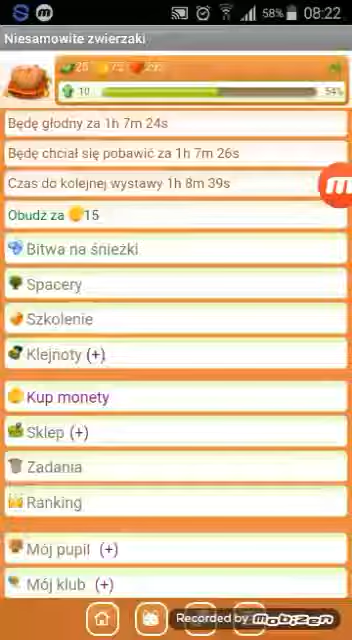 58% 08:22
Niesamowite zwierzaki
10 54%
Będę głodny za 1h 7m 24s
Będę chciał się pobawić za 1h 7m 26s
Czas do kolejnej wystawy 1h 8m 39s
Obudź za 15
Bitwa na śnieżki
Spacery
Szkolenie
Klejnoty (+)
Kup monety
Sklep (+)
Zadania
Ranking
Mój pupil (+)
Mój klub (+)
Recorded by mobizen